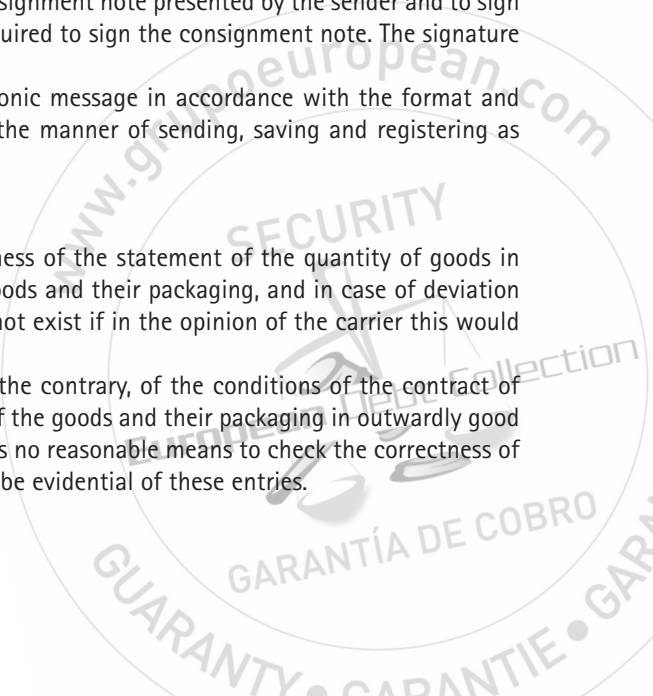 signment note presented by the sender and to sign
uired to sign the consignment note. The signature
onic message in accordance with the format and
the manner of sending, saving and registering as
ness of the statement of the quantity of goods in
oods and their packaging, and in case of deviation
not exist if in the opinion of the carrier this would
the contrary, of the conditions of the contract of
f the goods and their packaging in outwardly good
s no reasonable means to check the correctness of
be evidential of these entries.
www.grupoeuropean.com
SECURITY
European Debt Collection
GARANTÍA DE COBRO
GUARANTY • GARANTIE • GAR